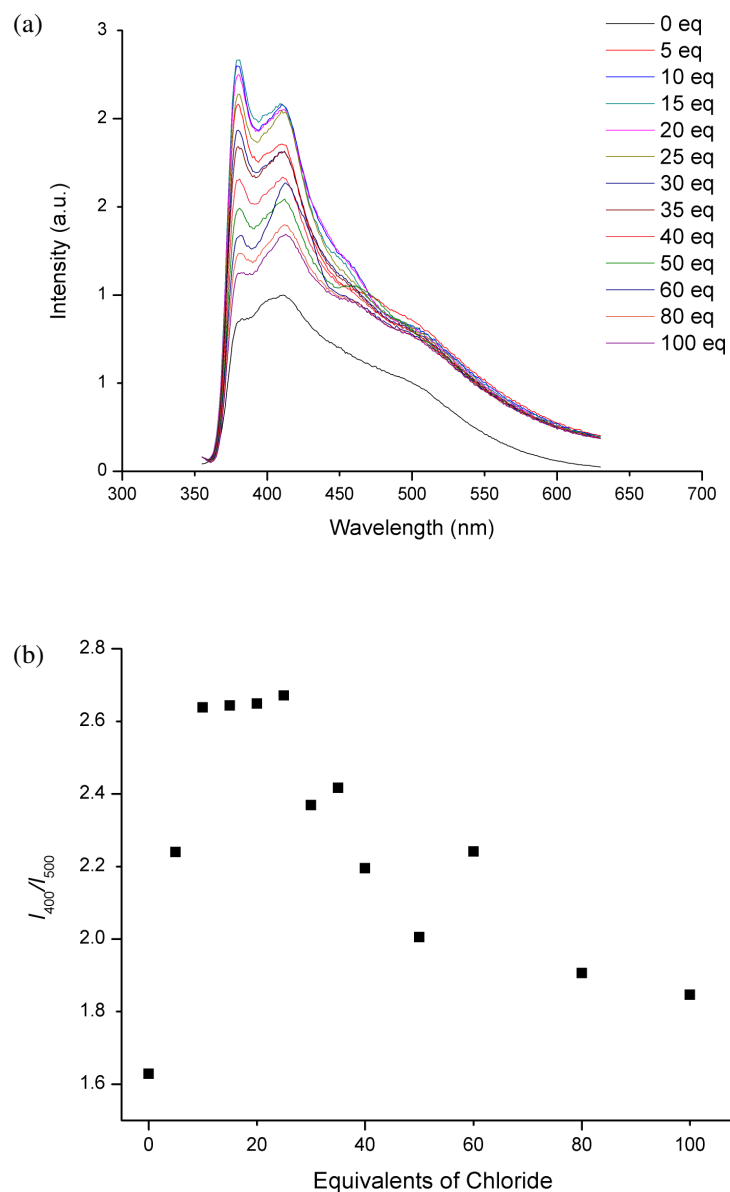 (a)
3
2
2
1
1
0
Intensity (a.u.)
300 350 400 450 500 550 600 650 700
Wavelength (nm)
0 eq
5 eq
10 eq
15 eq
20 eq
25 eq
30 eq
35 eq
40 eq
50 eq
60 eq
80 eq
100 eq
(b)
2.8
2.6
2.4
2.2
2.0
1.8
1.6
I400/I500
0 20 40 60 80 100
Equivalents of Chloride